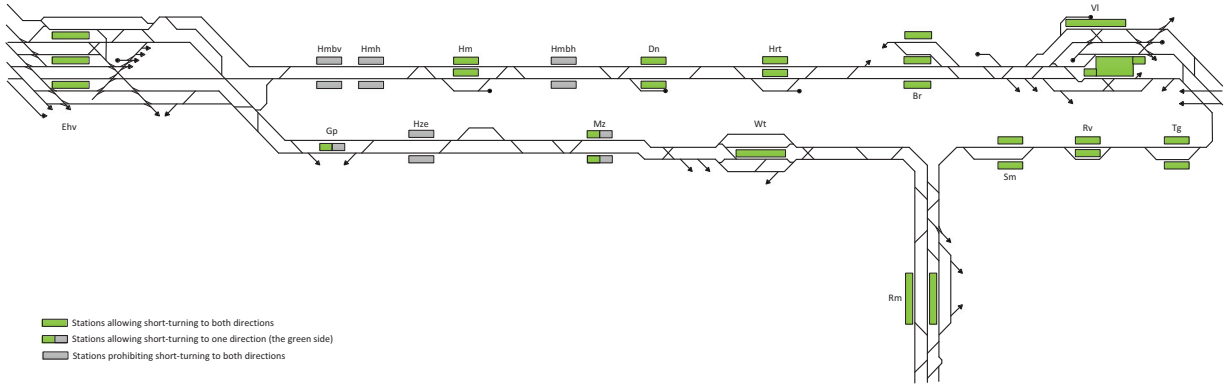 Vl
Hmbv
Hmh
Hm
Hmbh
Dn
Hrt
Br
Ehv
Gp
Hze
Mz
Wt
Rv
Tg
Sm
Rm
Stations allowing short-turning to both directions
Stations allowing short-turning to one direction (the green side)
Stations prohibiting short-turning to both directions